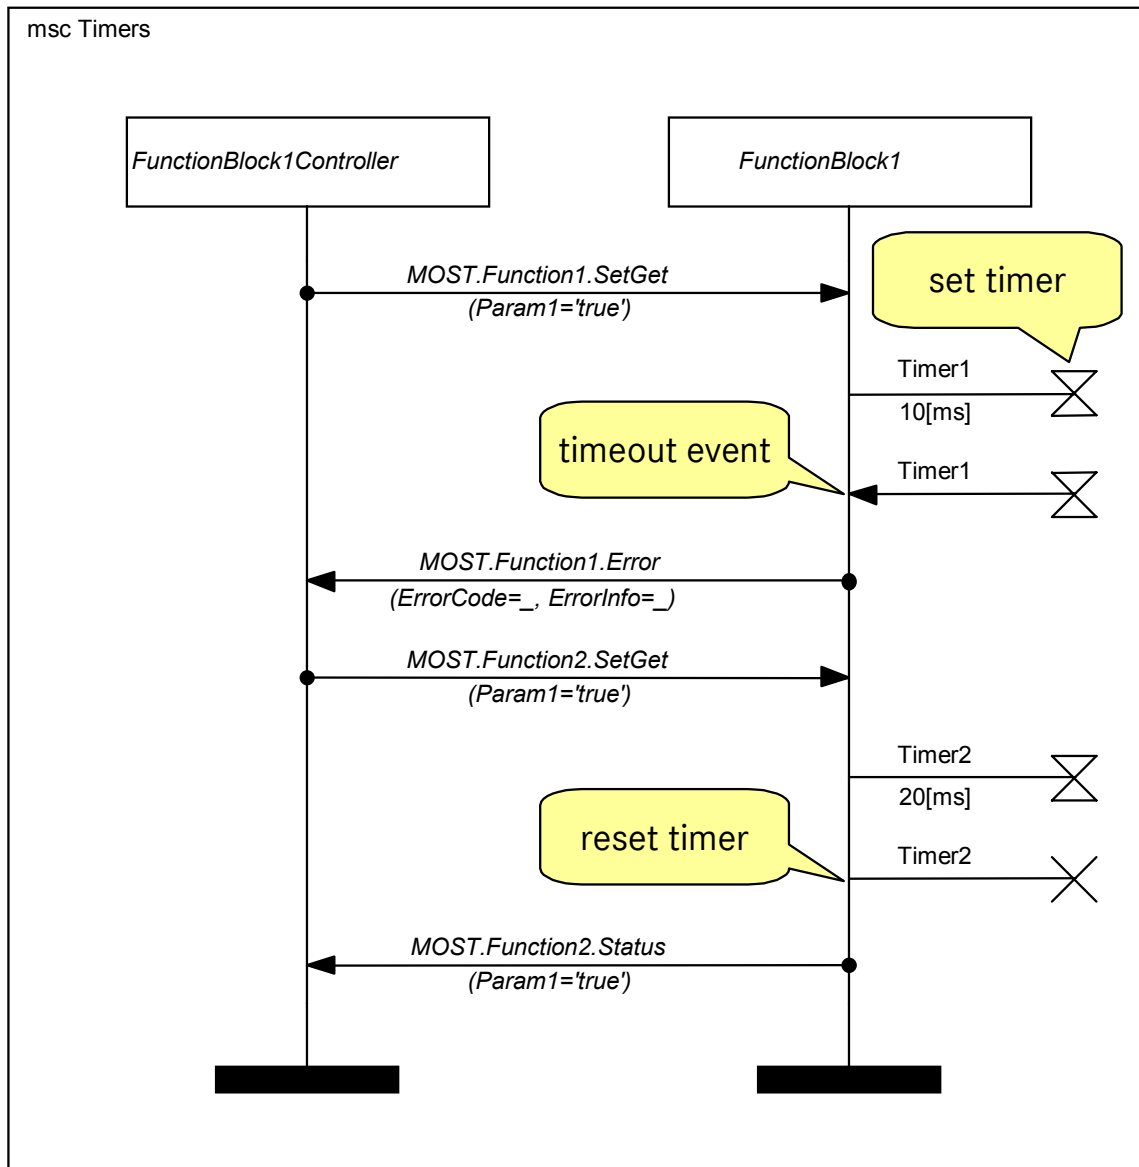 msc Timers
FunctionBlock1Controller
FunctionBlock1
MOST.Function1.SetGet
(Param1='true')
set timer
Timer1
10[ms]
timeout event
Timer1
MOST.Function1.Error
(ErrorCode=_, ErrorInfo=_)
MOST.Function2.SetGet
(Param1='true')
Timer2
20[ms]
reset timer
Timer2
MOST.Function2.Status
(Param1='true')